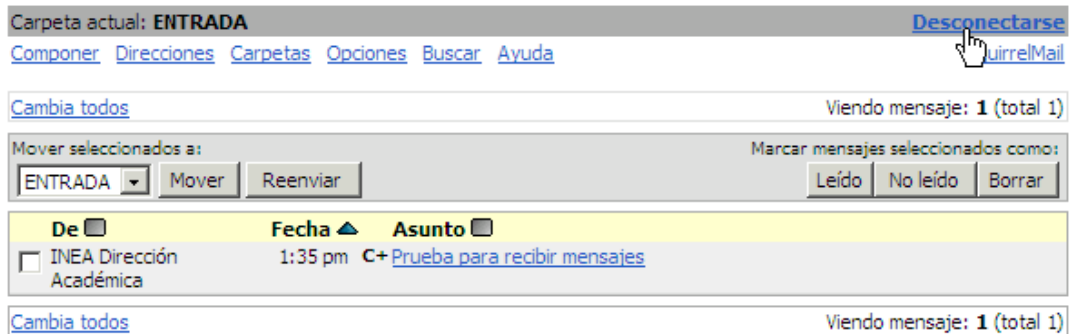 Carpeta actual: ENTRADA Desconectarse
Componer Direcciones Carpetas Opciones Buscar Ayuda uirrelMail
Cambia todos Viendo mensaje: 1 (total 1)
Mover seleccionados a: Marcar mensajes seleccionados como:
ENTRADA Mover Reenviar Leído No leído Borrar
De Fecha Asunto
INEA Dirección 1:35 pm C+ Prueba para recibir mensajes
Académica
Cambia todos Viendo mensaje: 1 (total 1)